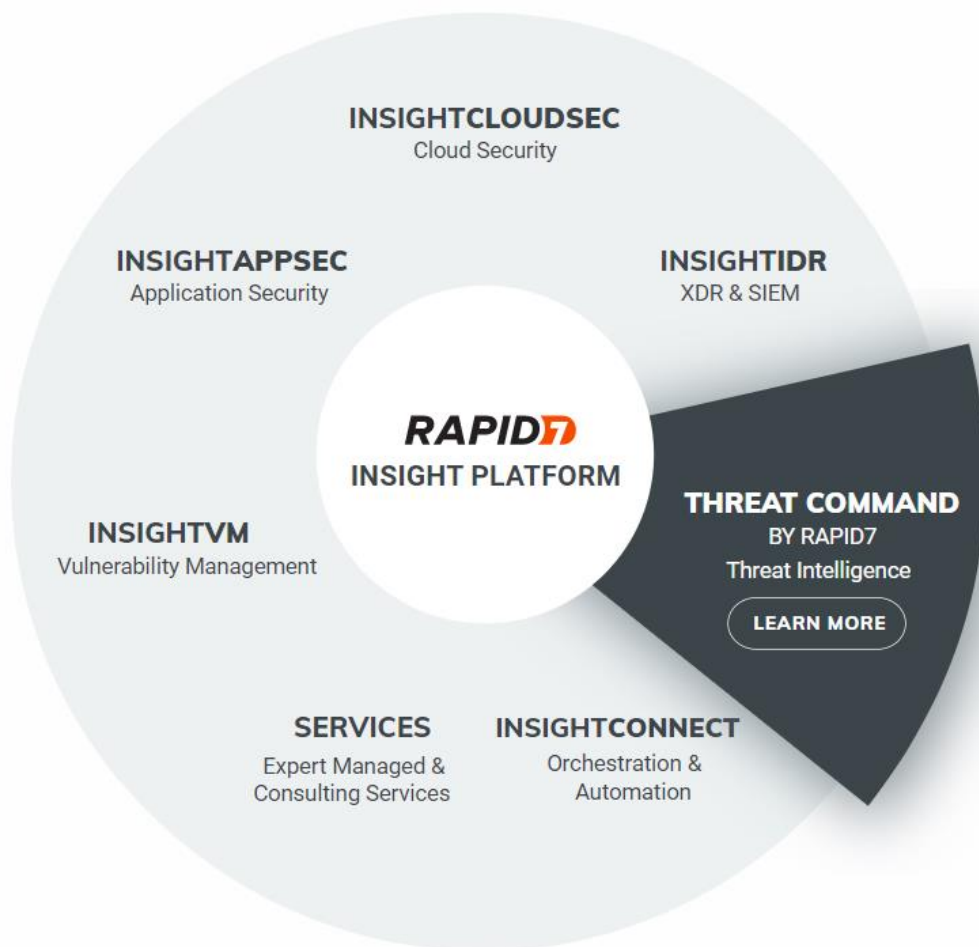 INSIGHTCLOUDSEC
Cloud Security
INSIGHTAPPSEC
Application Security
INSIGHTIDR
XDR & SIEM
RAPID7
INSIGHT PLATFORM
THREAT COMMAND
BY RAPID7
Threat Intelligence
LEARN MORE
INSIGHTVM
Vulnerability Management
SERVICES
Expert Managed &
Consulting Services
INSIGHTCONNECT
Orchestration &
Automation